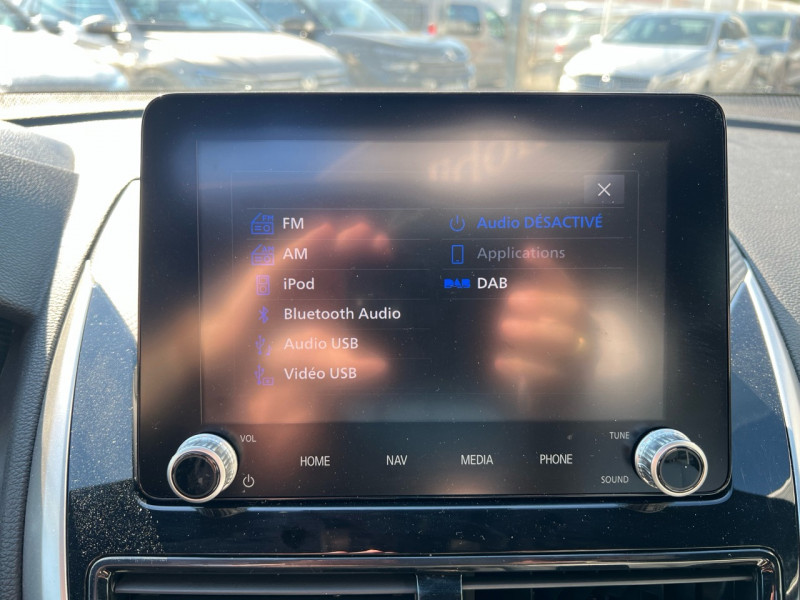 FM
AM
iPod
Bluetooth Audio
Audio USB
Vidéo USB
Audio DÉSACTIVÉ
Applications
DAB DAB
VOL
HOME
NAV
MEDIA
PHONE
TUNE
SOUND